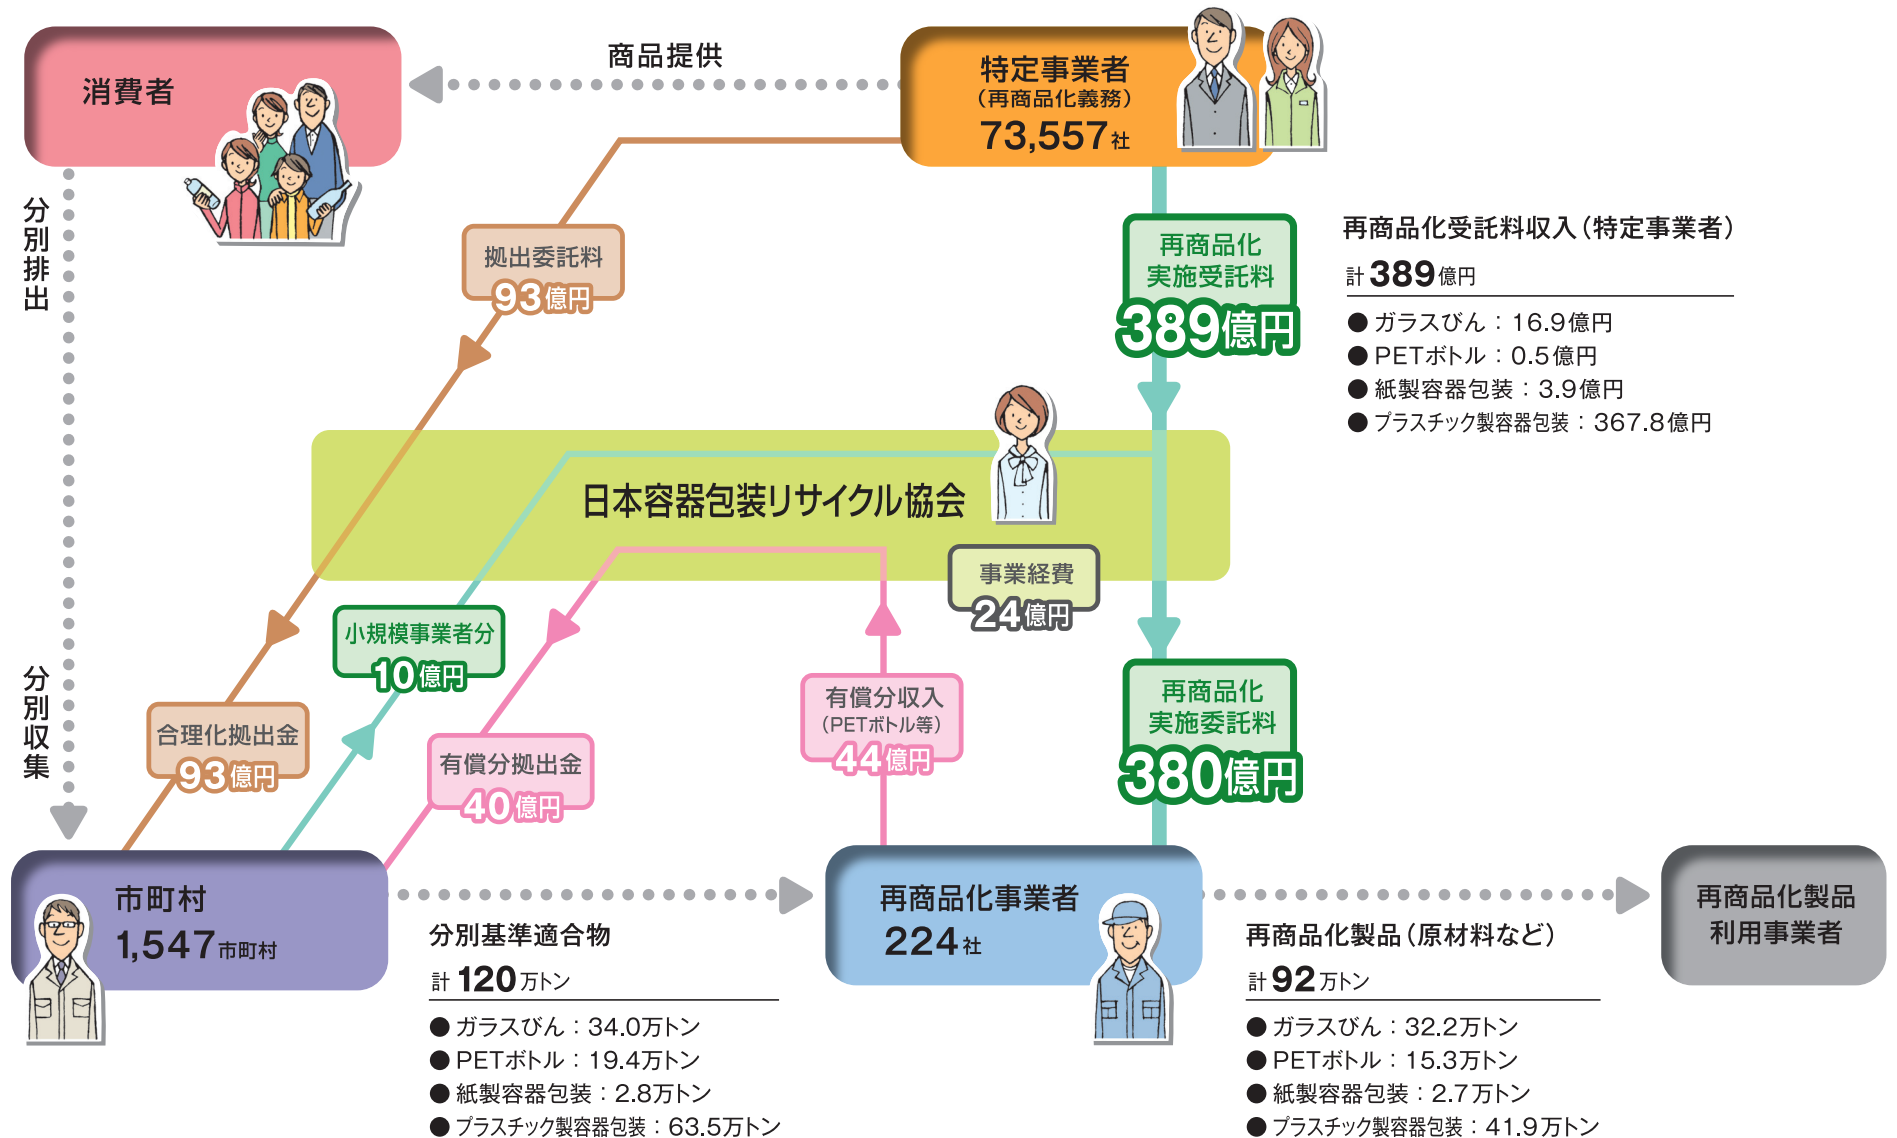 消費者
商品提供
特定事業者
(再商品化義務)
73,557社
分別排出
拠出委託料
93億円
再商品化
実施受託料
389億円
再商品化受託料収入(特定事業者)
計389億円
● ガラスびん:16.9億円
● PETボトル:0.5億円
● 紙製容器包装:3.9億円
● プラスチック製容器包装:367.8億円
日本容器包装リサイクル協会
事業経費
24億円
小規模事業者分
10億円
分別収集
合理化拠出金
93億円
有償分拠出金
40億円
有償分収入
(PETボトル等)
44億円
再商品化
実施委託料
380億円
市町村
1,547市町村
分別基準適合物
計120万トン
● ガラスびん:34.0万トン
● PETボトル:19.4万トン
● 紙製容器包装:2.8万トン
● プラスチック製容器包装:63.5万トン
再商品化事業者
224社
再商品化製品(原材料など)
計92万トン
● ガラスびん:32.2万トン
● PETボトル:15.3万トン
● 紙製容器包装:2.7万トン
● プラスチック製容器包装:41.9万トン
再商品化製品
利用事業者